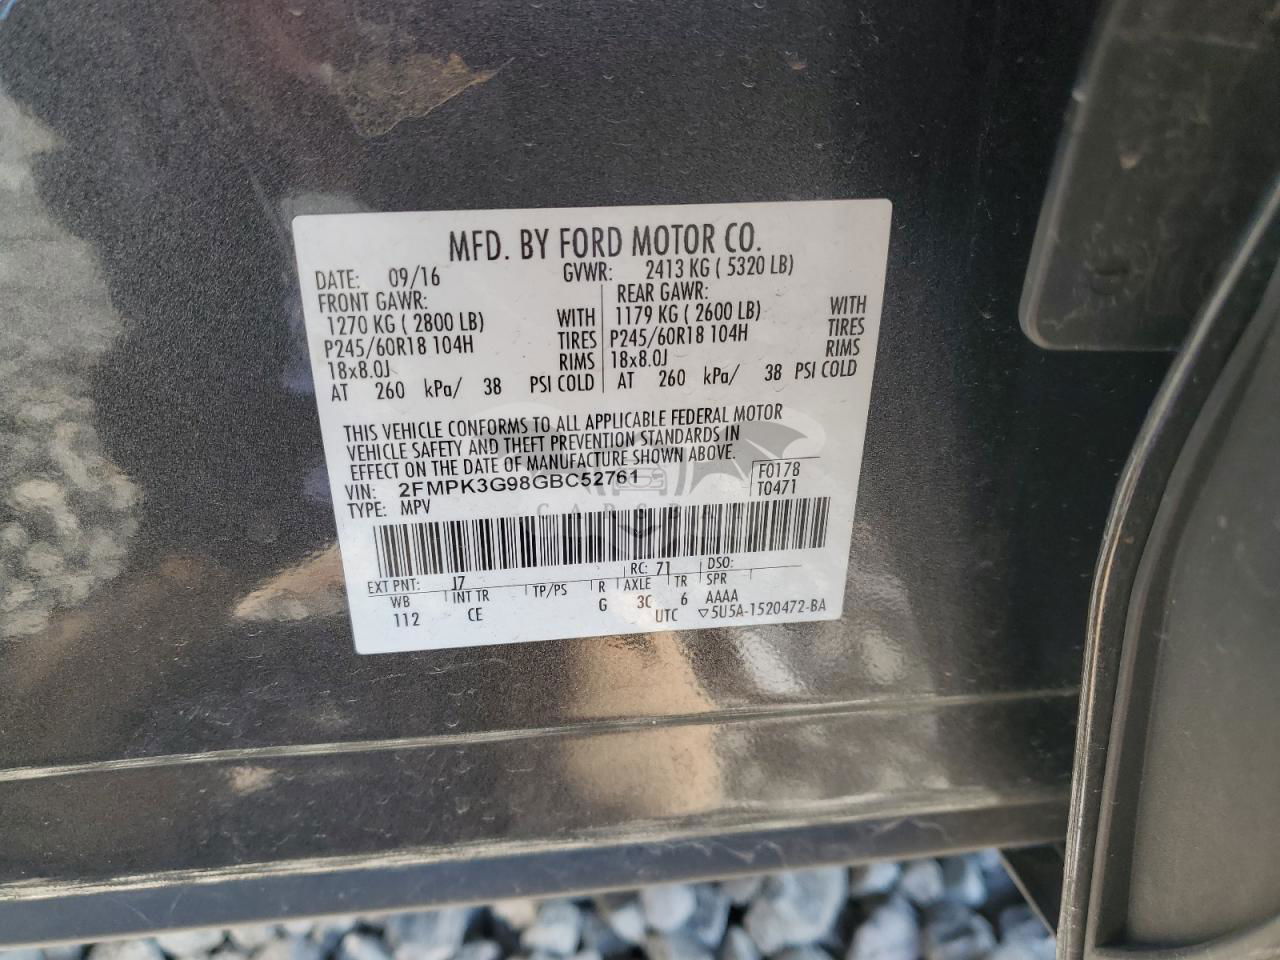 MFD. BY FORD MOTOR CO.
DATE: 09/16 GVWR: 2413 KG ( 5320 LB)
FRONT GAWR: REAR GAWR:
1270 KG ( 2800 LB) WITH 1179 KG ( 2600 LB) WITH
P245/60R18 104H TIRES P245/60R18 104H TIRES
18x8.0J RIMS 18x8.0J RIMS
AT 260 kPa/ 38 PSI COLD AT 260 kPa/ 38 PSI COLD
THIS VEHICLE CONFORMS TO ALL APPLICABLE FEDERAL MOTOR
VEHICLE SAFETY AND THEFT PREVENTION STANDARDS IN
EFFECT ON THE DATE OF MANUFACTURE SHOWN ABOVE.
VIN: 2FMPK3G98GBC52761 F0178
TYPE: MPV T0471
EXT PNT: J7 RC: 71 DSO:
WB INT TR TP/PS R AXLE TR SPR
112 CE G 3C 6 AAAA
UTC ▽5U5A-1520472-BA